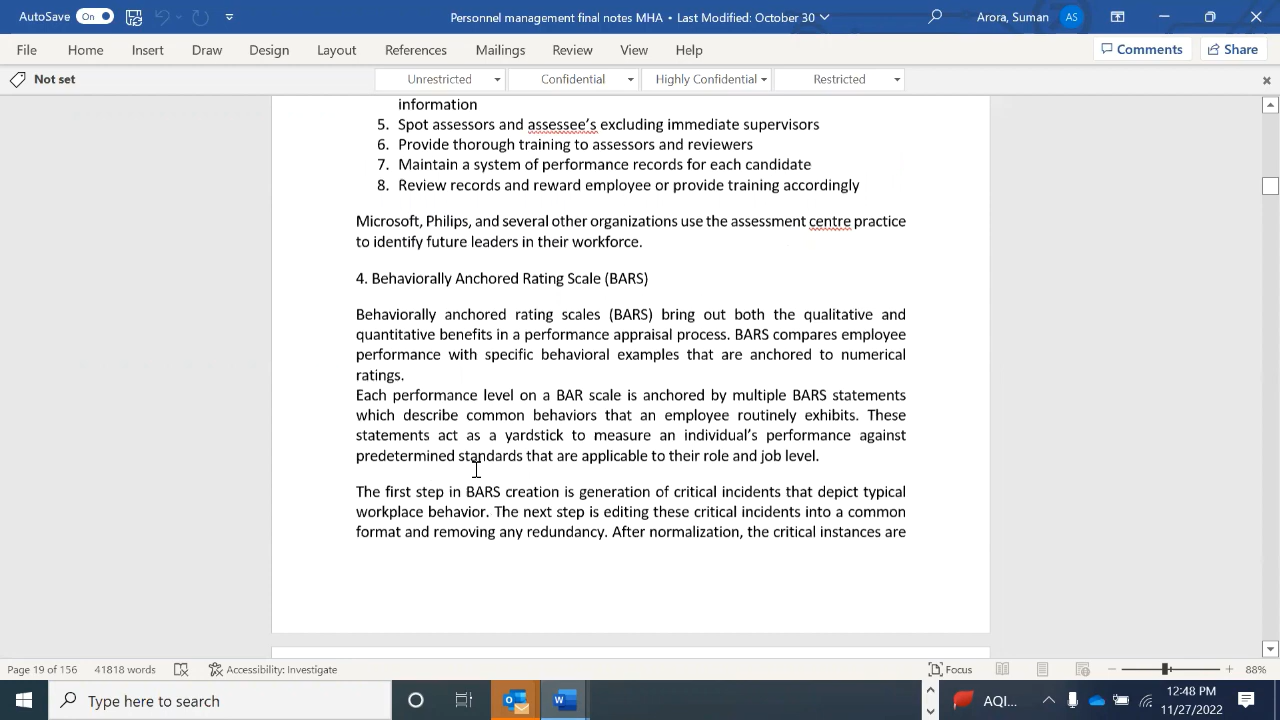 AutoSave On Personnel management final notes MHA • Last Modified: October 30 Arora, Suman AS
File Home Insert Draw Design Layout References Mailings Review View Help Comments Share
Not set Unrestricted Confidential Highly Confidential Restricted
information
5. Spot assessors and assessee's excluding immediate supervisors
6. Provide thorough training to assessors and reviewers
7. Maintain a system of performance records for each candidate
8. Review records and reward employee or provide training accordingly
Microsoft, Philips, and several other organizations use the assessment centre practice
to identify future leaders in their workforce.
4. Behaviorally Anchored Rating Scale (BARS)
Behaviorally anchored rating scales (BARS) bring out both the qualitative and
quantitative benefits in a performance appraisal process. BARS compares employee
performance with specific behavioral examples that are anchored to numerical
ratings.
Each performance level on a BAR scale is anchored by multiple BARS statements
which describe common behaviors that an employee routinely exhibits. These
statements act as a yardstick to measure an individual's performance against
predetermined standards that are applicable to their role and job level.
The first step in BARS creation is generation of critical incidents that depict typical
workplace behavior. The next step is editing these critical incidents into a common
format and removing any redundancy. After normalization, the critical instances are
Page 19 of 156 41818 words Accessibility: Investigate Focus 88%
Type here to search AQI... 12:48 PM
11/27/2022